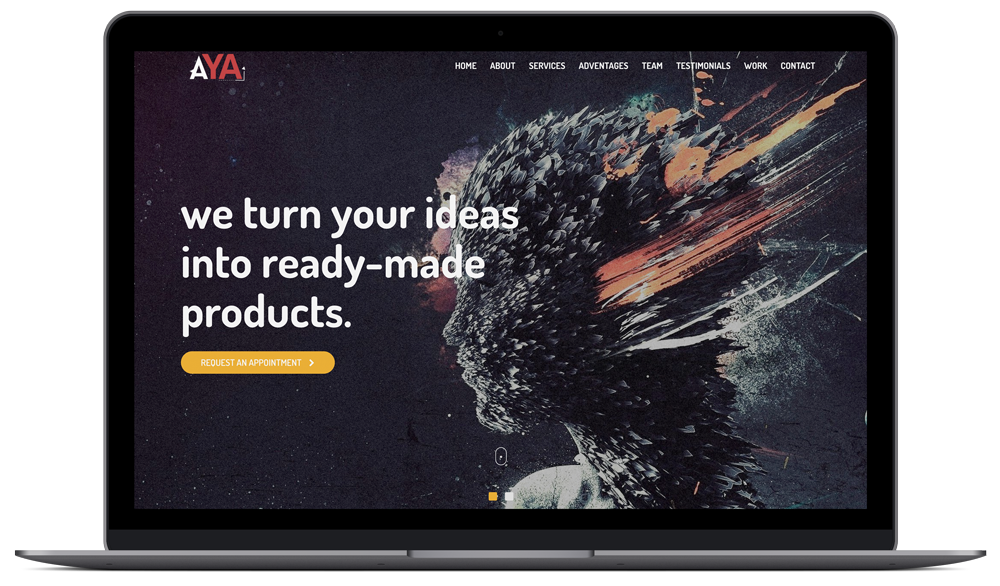 AYA
HOME ABOUT SERVICES ADVENTAGES TEAM TESTIMONIALS WORK CONTACT
we turn your ideas
into ready-made
products.
REQUEST AN APPOINTMENT